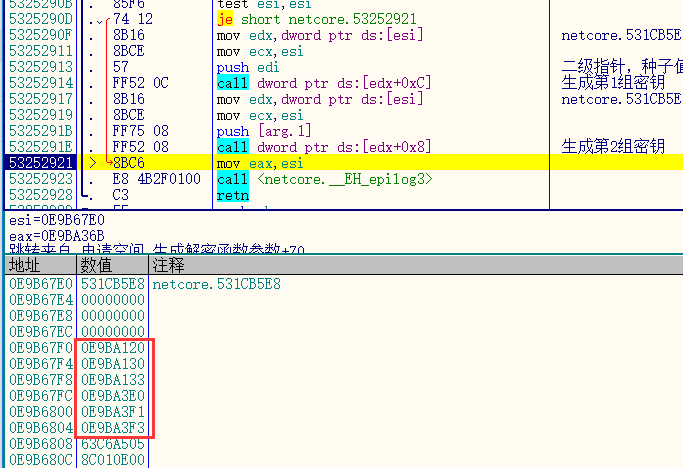 5325290B . 85F6 test esi,esi
5325290D . 74 12 je short netcore.53252921
5325290F . 8B16 mov edx,dword ptr ds:[esi] netcore.531CB5E
53252911 . 8BCE mov ecx,esi
53252913 . 57 push edi 二级指针，种子值
53252914 . FF52 0C call dword ptr ds:[edx+0xC] 生成第1组密钥
53252917 . 8B16 mov edx,dword ptr ds:[esi] netcore.531CB5E
53252919 . 8BCE mov ecx,esi
5325291B . FF75 08 push [arg.1]
5325291E . FF52 08 call dword ptr ds:[edx+0x8] 生成第2组密钥
53252921 > 8BC6 mov eax,esi
53252923 . E8 4B2F0100 call <netcore.__EH_epilog3>
53252928 . C3 retn
esi=0E9B67E0
eax=0E9BA36B
跳转来自 申请空间_生成解密函数参数+70
地址 数值 注释
0E9B67E0 531CB5E8 netcore.531CB5E8
0E9B67E4 00000000
0E9B67E8 00000000
0E9B67EC 00000000
0E9B67F0 0E9BA120
0E9B67F4 0E9BA130
0E9B67F8 0E9BA133
0E9B67FC 0E9BA3E0
0E9B6800 0E9BA3F1
0E9B6804 0E9BA3F3
0E9B6808 63C6A505
0E9B680C 8C010E00